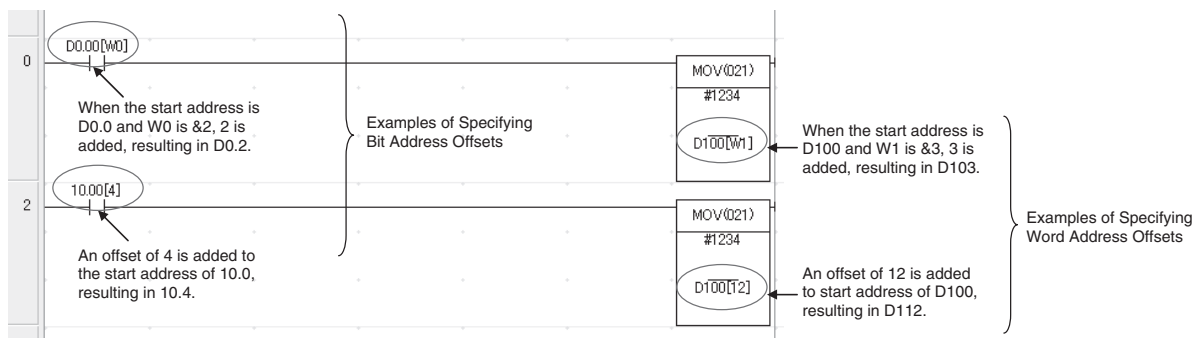 D0.00[W0]
0
MOV(021)
#1234
When the start address is
D0.0 and W0 is &2, 2 is
added, resulting in D0.2.
Examples of Specifying
Bit Address Offsets
D100[W1]
When the start address is
D100 and W1 is &3, 3 is
added, resulting in D103.
10.00[4]
2
MOV(021)
#1234
Examples of Specifying
Word Address Offsets
An offset of 4 is added to
the start address of 10.0,
resulting in 10.4.
D100[12]
An offset of 12 is added
to start address of D100,
resulting in D112.